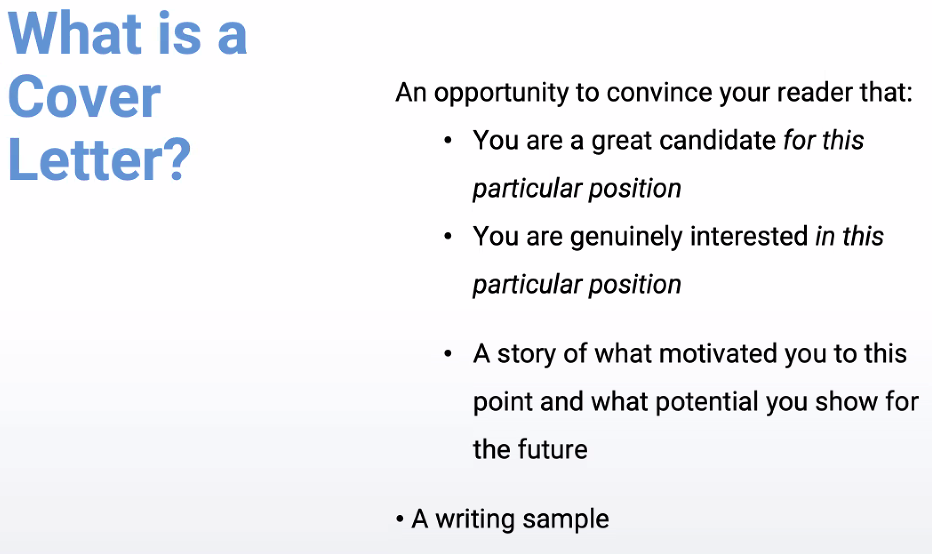 What is a
Cover
Letter?
An opportunity to convince your reader that:
• You are a great candidate for this
particular position
• You are genuinely interested in this
particular position
• A story of what motivated you to this
point and what potential you show for
the future
• A writing sample